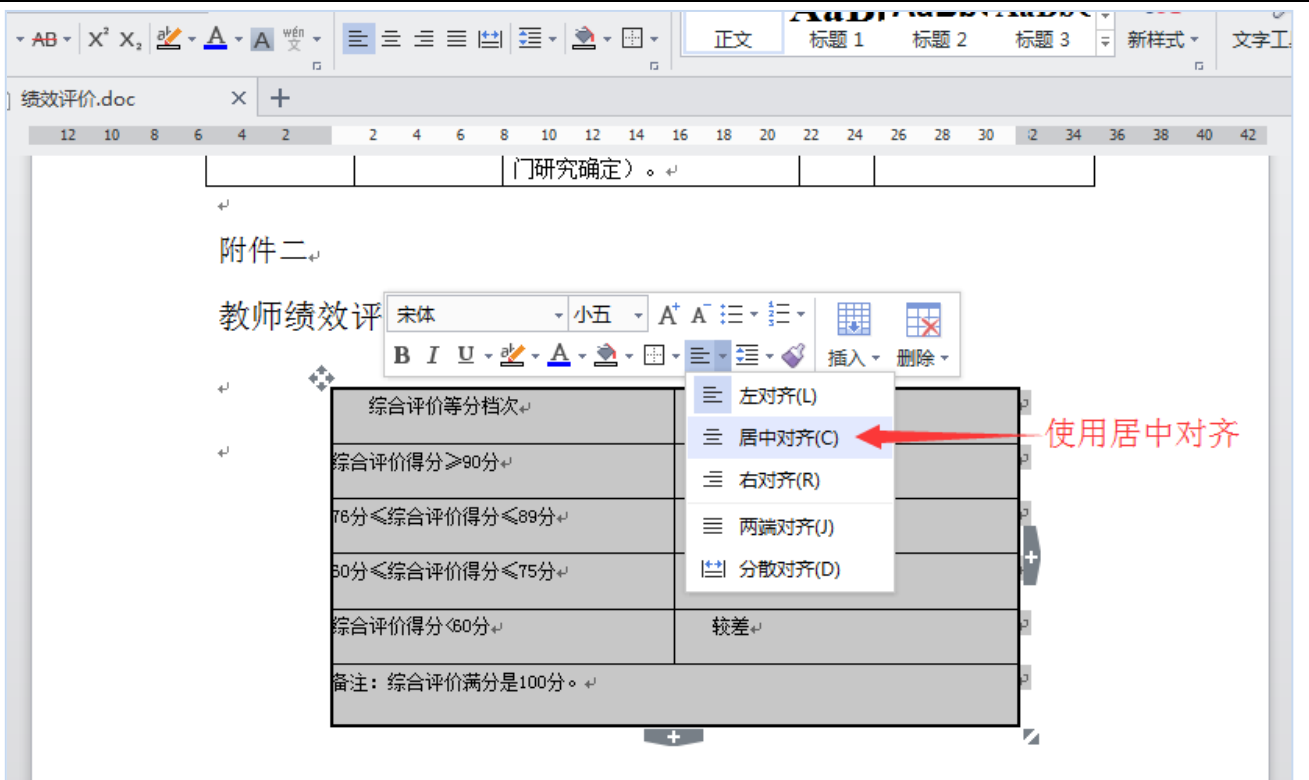 AB X² X₂ A A wén 文
正文 标题 1 标题 2 标题 3 新样式 文字工
绩效评价.doc × +
12 10 8 6 4 2 2 4 6 8 10 12 14 16 18 20 22 24 26 28 30 32 34 36 38 40 42
门研究确定）。
附件二
教师绩效评
宋体 小五 A⁺ A⁻
B I U A 插入 删除
左对齐(L)
居中对齐(C)
右对齐(R)
两端对齐(J)
分散对齐(D)
使用居中对齐
综合评价等分档次
综合评价得分≥90分
76分≤综合评价得分≤89分
60分≤综合评价得分≤75分
综合评价得分<60分 较差
备注：综合评价满分是100分。